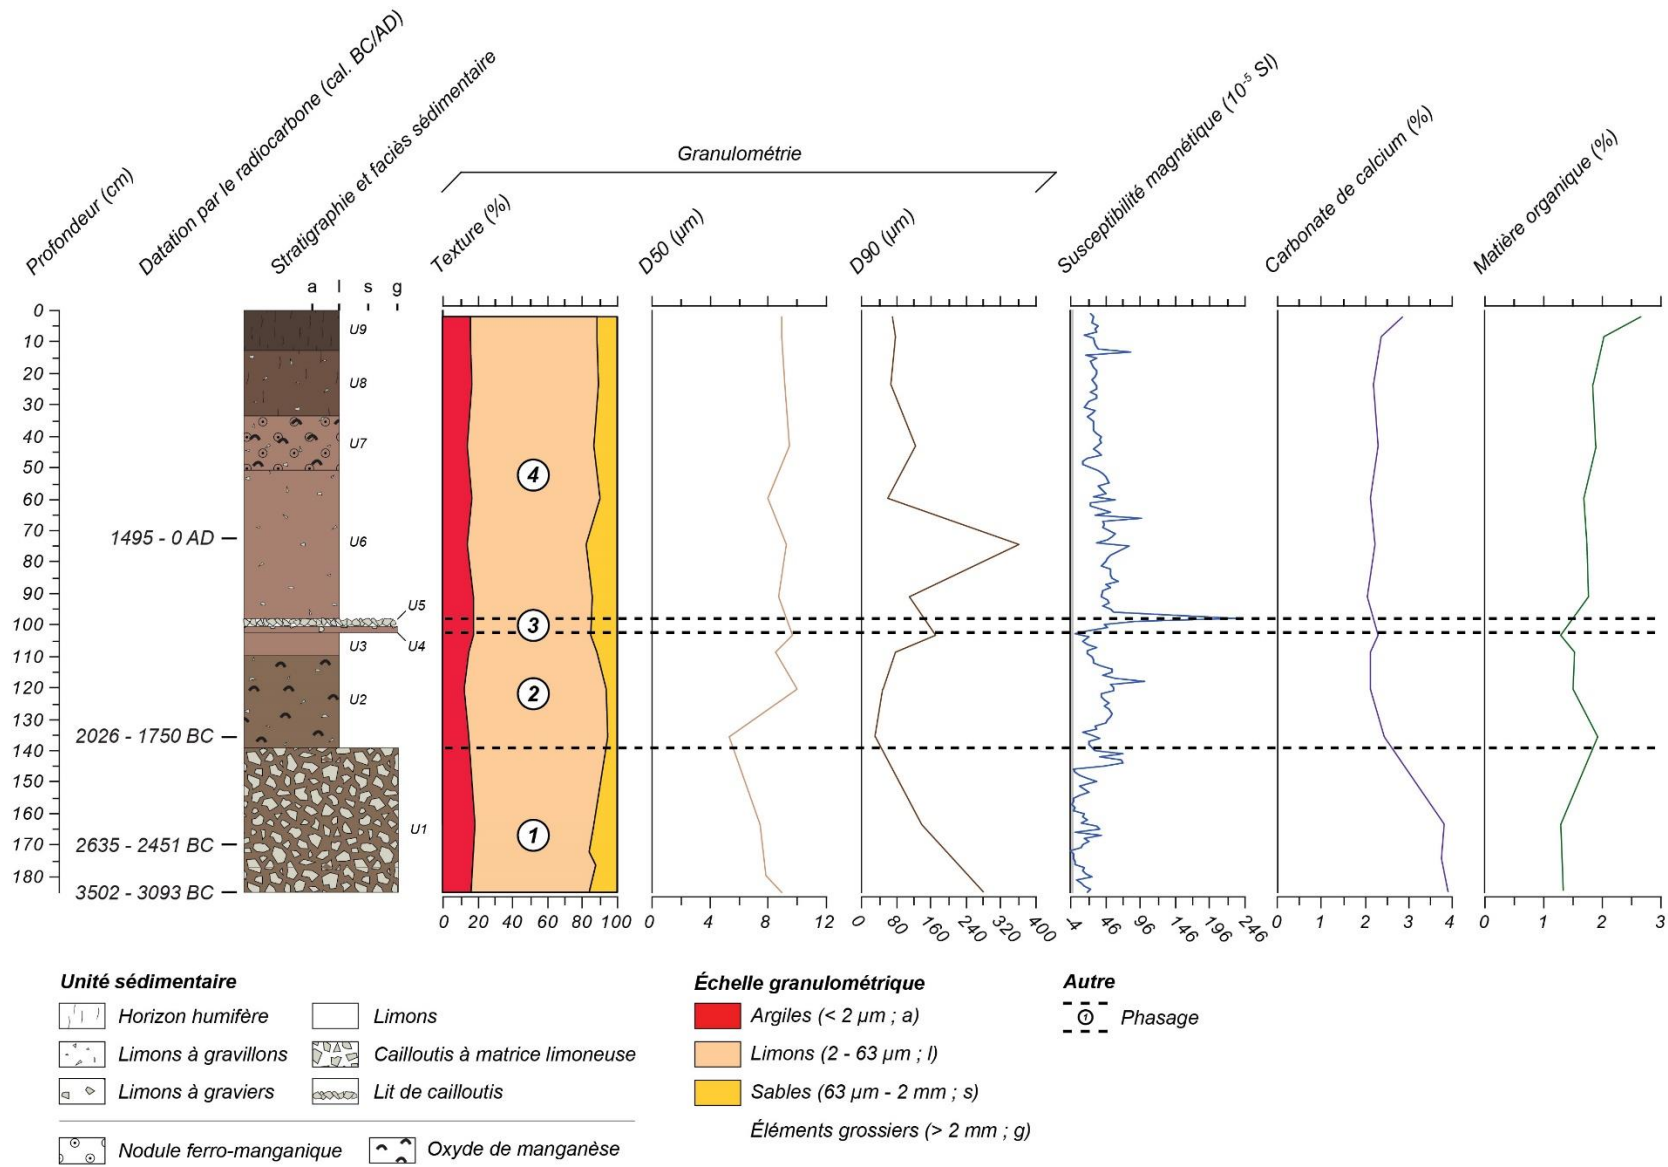 Profondeur (cm)
Datation par le radiocarbone (cal. BC/AD)
Stratigraphie et faciès sédimentaire
Granulométrie
Texture (%)
D50 (µm)
D90 (µm)
Susceptibilité magnétique (10⁻⁵ SI)
Carbonate de calcium (%)
Matière organique (%)
a l s g
0
10
20
30
40
50
60
70
80
90
100
110
120
130
140
150
160
170
180
1495 - 0 AD
2026 - 1750 BC
2635 - 2451 BC
3502 - 3093 BC
U9
U8
U7
U6
U5
U4
U3
U2
U1
4
3
2
1
0 20 40 60 80 100
0 4 8 12
0 80 160 240 320 400
-4 46 96 146 196 246
0 1 2 3 4
0 1 2 3
Unité sédimentaire
Horizon humifère
Limons
Limons à gravillons
Cailloutis à matrice limoneuse
Limons à graviers
Lit de cailloutis
Nodule ferro-manganique
Oxyde de manganèse
Échelle granulométrique
Argiles (< 2 µm ; a)
Limons (2 - 63 µm ; l)
Sables (63 µm - 2 mm ; s)
Éléments grossiers (> 2 mm ; g)
Autre
1 Phasage